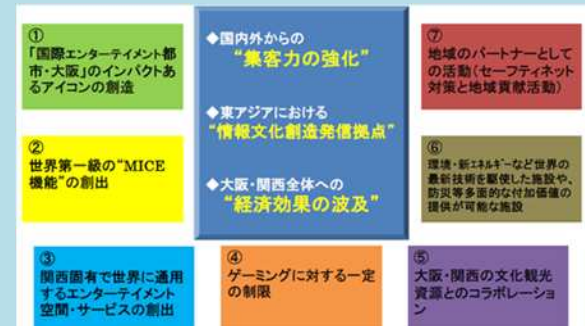 ①
「国際エンターテイメント都
市・大阪」のインパクトあ
るアイコンの創造
②
世界第一級の“MICE
機能”の創出
③
関西固有で世界に通用
するエンターテイメント
空間・サービスの創出
◆国内外からの
“集客力の強化”
◆東アジアにおける
“情報文化創造発信拠点”
◆大阪・関西全体への
“経済効果の波及”
④
ゲーミングに対する一定
の制限
⑦
地域のパートナーとして
の活動（セーフティネット
対策と地域貢献活動）
⑥
環境・新エネルギーなど世界の
最新技術を駆使した施設や、
防災等多面的な付加価値の
提供が可能な施設
⑤
大阪・関西の文化観光
資源とのコラボレーショ
ン